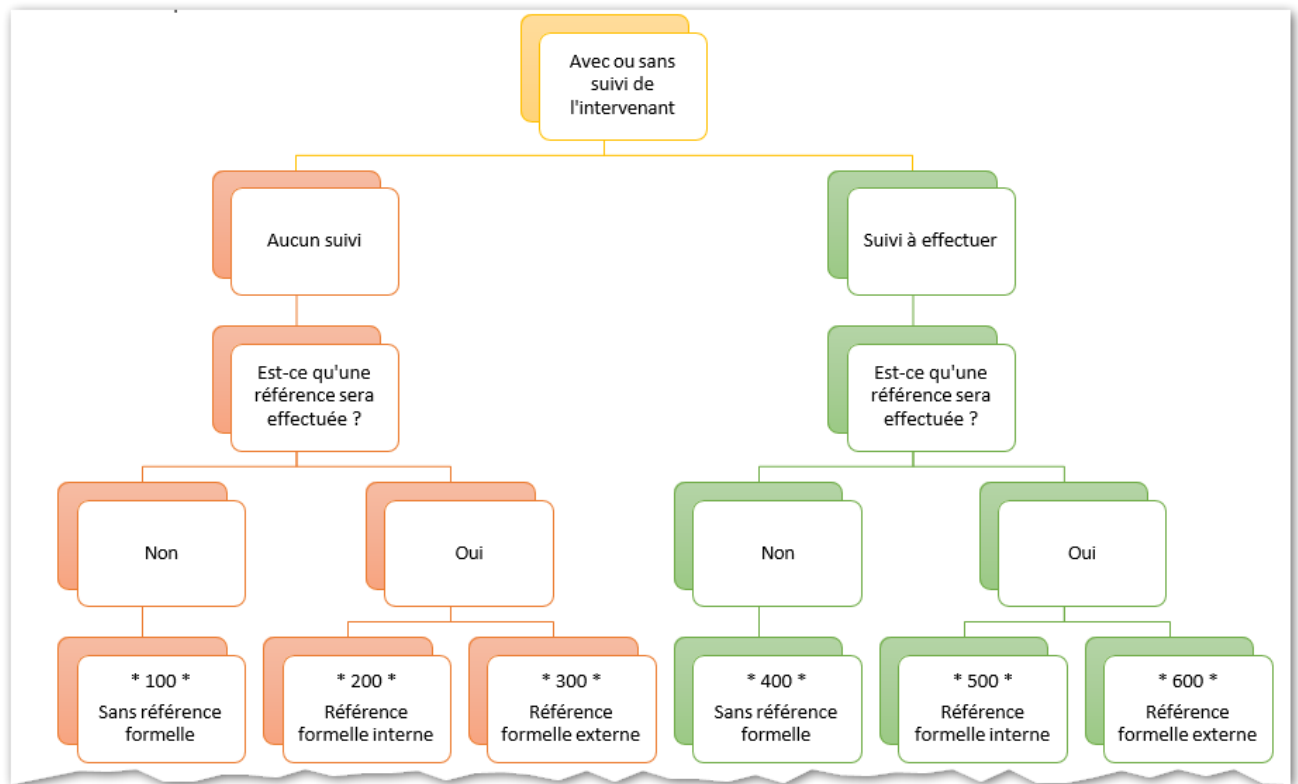 Avec ou sans
suivi de
l'intervenant
Aucun suivi
Suivi à effectuer
Est-ce qu'une
référence sera
effectuée ?
Est-ce qu'une
référence sera
effectuée ?
Non
Oui
Non
Oui
* 100 *
Sans référence
formelle
* 200 *
Référence
formelle interne
* 300 *
Référence
formelle externe
* 400 *
Sans référence
formelle
* 500 *
Référence
formelle interne
* 600 *
Référence
formelle externe